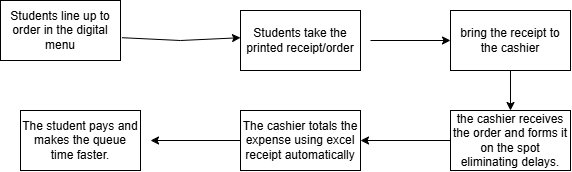 Students line up to
order in the digital
menu
Students take the
printed receipt/order
bring the receipt to
the cashier
the cashier receives
the order and forms it
on the spot
eliminating delays.
The cashier totals the
expense using excel
receipt automatically
The student pays and
makes the queue
time faster.